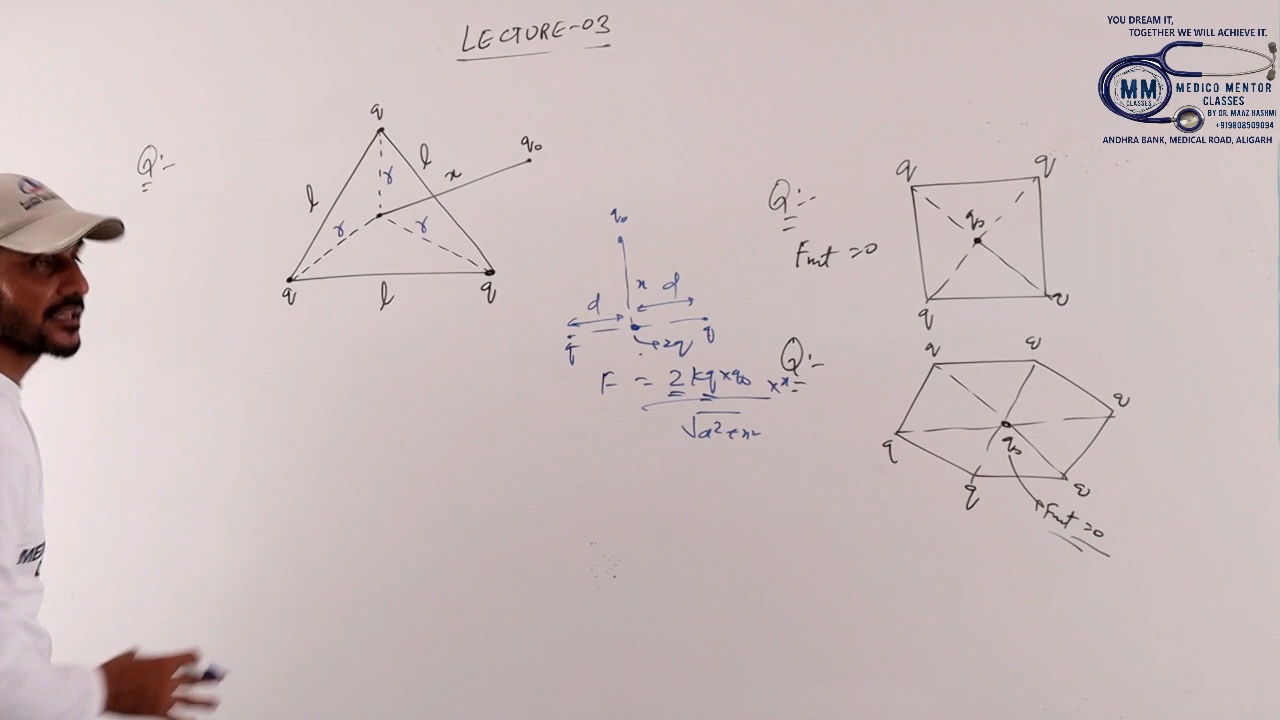 LECTURE-03
YOU DREAM IT,
TOGETHER WE WILL ACHIEVE IT.
MM
CLASSES
MEDICO MENTOR
CLASSES
BY DR. MAAZ HASHMI
+919808509094
ANDHRA BANK, MEDICAL ROAD, ALIGARH
Q:-
q
l
l
x
q₀
r
r
r
q
l
q
q₀
x
d
d
q
q
2q
F = 2kq×q₀ ×x
√d²+x²
Q:-
Fnet =0
q
q
q₀
q
q
Q:-
q
q
q
q
q₀
q
q
Fnet =0